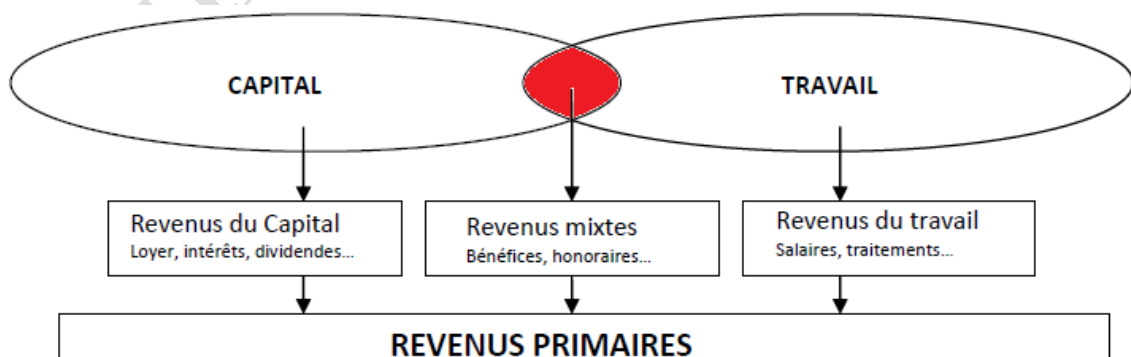 CAPITAL
TRAVAIL
Revenus du Capital
Loyer, intérêts, dividendes...
Revenus mixtes
Bénéfices, honoraires...
Revenus du travail
Salaires, traitements...
REVENUS PRIMAIRES